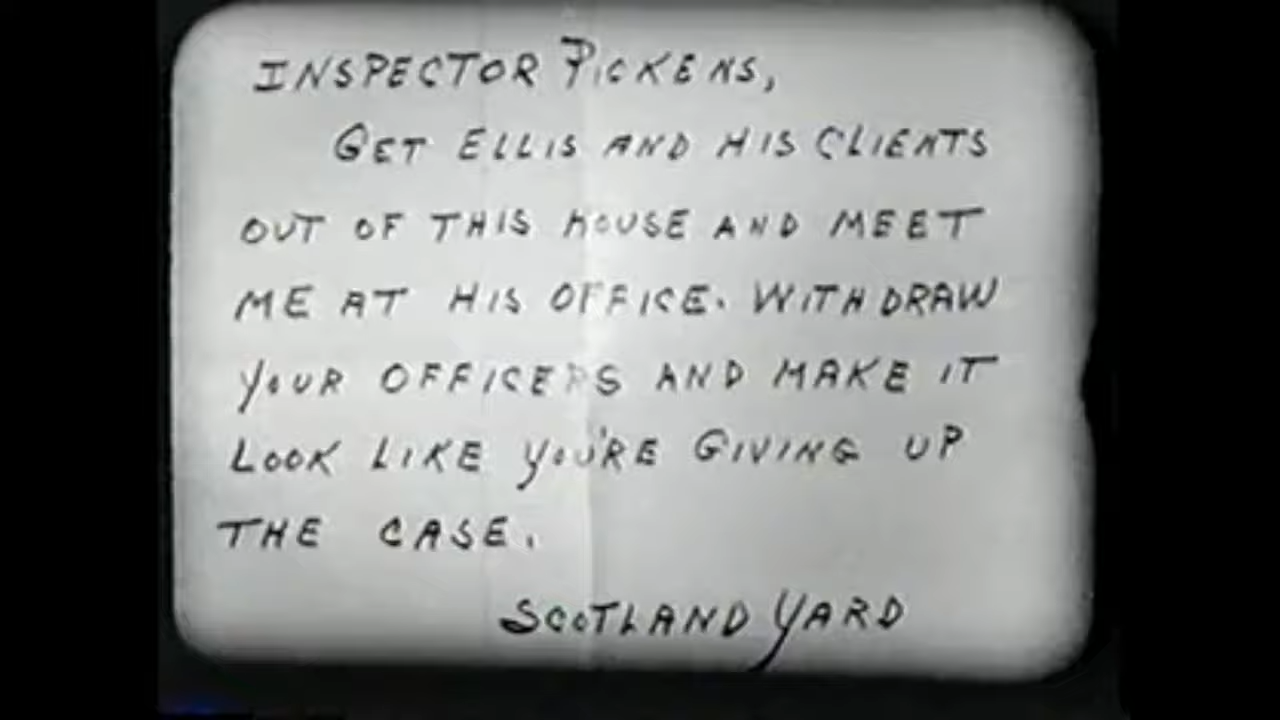 INSPECTOR PICKENS,
GET ELLIS AND HIS CLIENTS
OUT OF THIS HOUSE AND MEET
ME AT HIS OFFICE. WITHDRAW
YOUR OFFICERS AND MAKE IT
LOOK LIKE YOU'RE GIVING UP
THE CASE.
SCOTLAND YARD